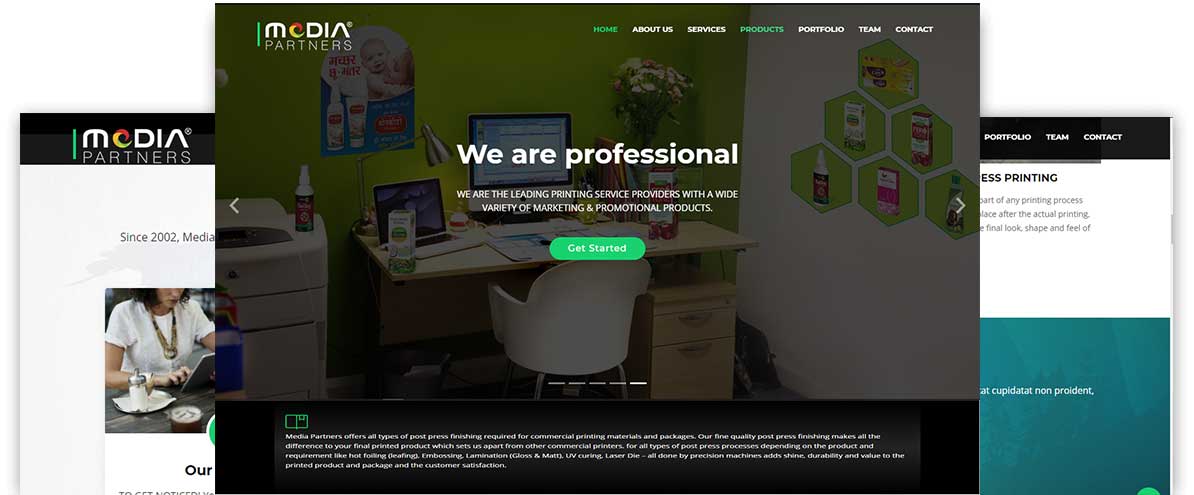 MEDIA® PARTNERS
HOME ABOUT US SERVICES PRODUCTS PORTFOLIO TEAM CONTACT
मच्छर
छू-मंतर
We are professional
WE ARE THE LEADING PRINTING SERVICE PROVIDERS WITH A WIDE
VARIETY OF MARKETING & PROMOTIONAL PRODUCTS.
Get Started
Media Partners offers all types of post press finishing required for commercial printing materials and packages. Our fine quality post press finishing makes all the
difference to your final printed product which sets us apart from other commercial printers. for all types of post press processes depending on the product and
requirement like hot foiling (leafing), Embossing, Lamination (Gloss & Matt), UV curing, Laser Die – all done by precision machines adds shine, durability and value to the
printed product and package and the customer satisfaction.
MEDIA®
PARTNERS
Since 2002, Media
Our
TO GET NOTICED! Yo
PORTFOLIO TEAM CONTACT
ESS PRINTING
part of any printing process
lace after the actual printing,
e final look, shape and feel of
at cupidatat non proident,